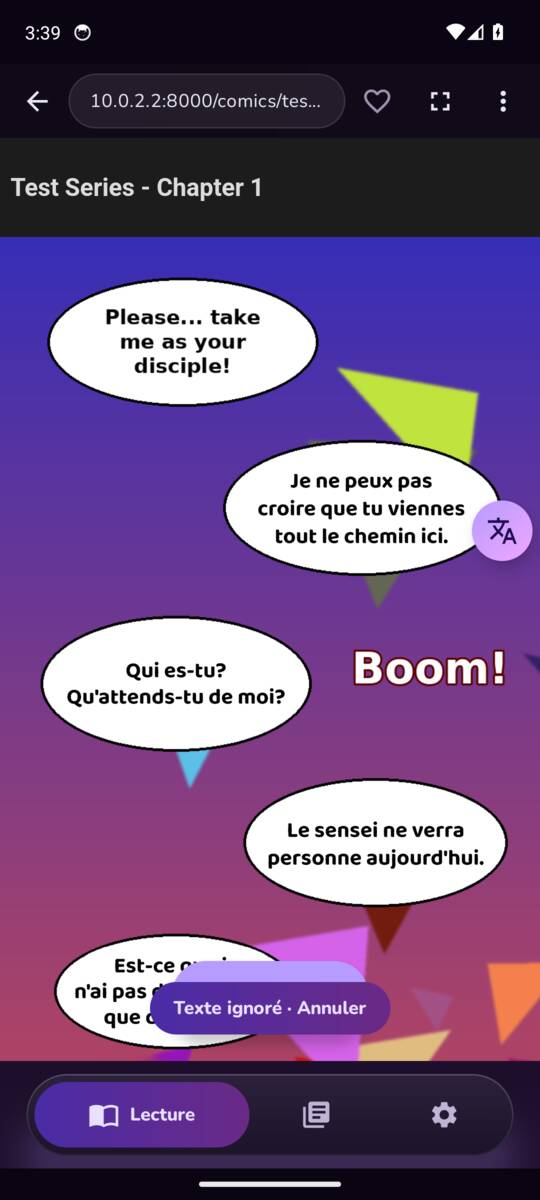 3:39
10.0.2.2:8000/comics/tes...
Test Series - Chapter 1
Please... take
me as your
disciple!
Je ne peux pas
croire que tu viennes
tout le chemin ici.
Qui es-tu?
Qu'attends-tu de moi?
Boom!
Le sensei ne verra
personne aujourd'hui.
Est-ce
n'ai pas
que
Texte ignoré · Annuler
Lecture